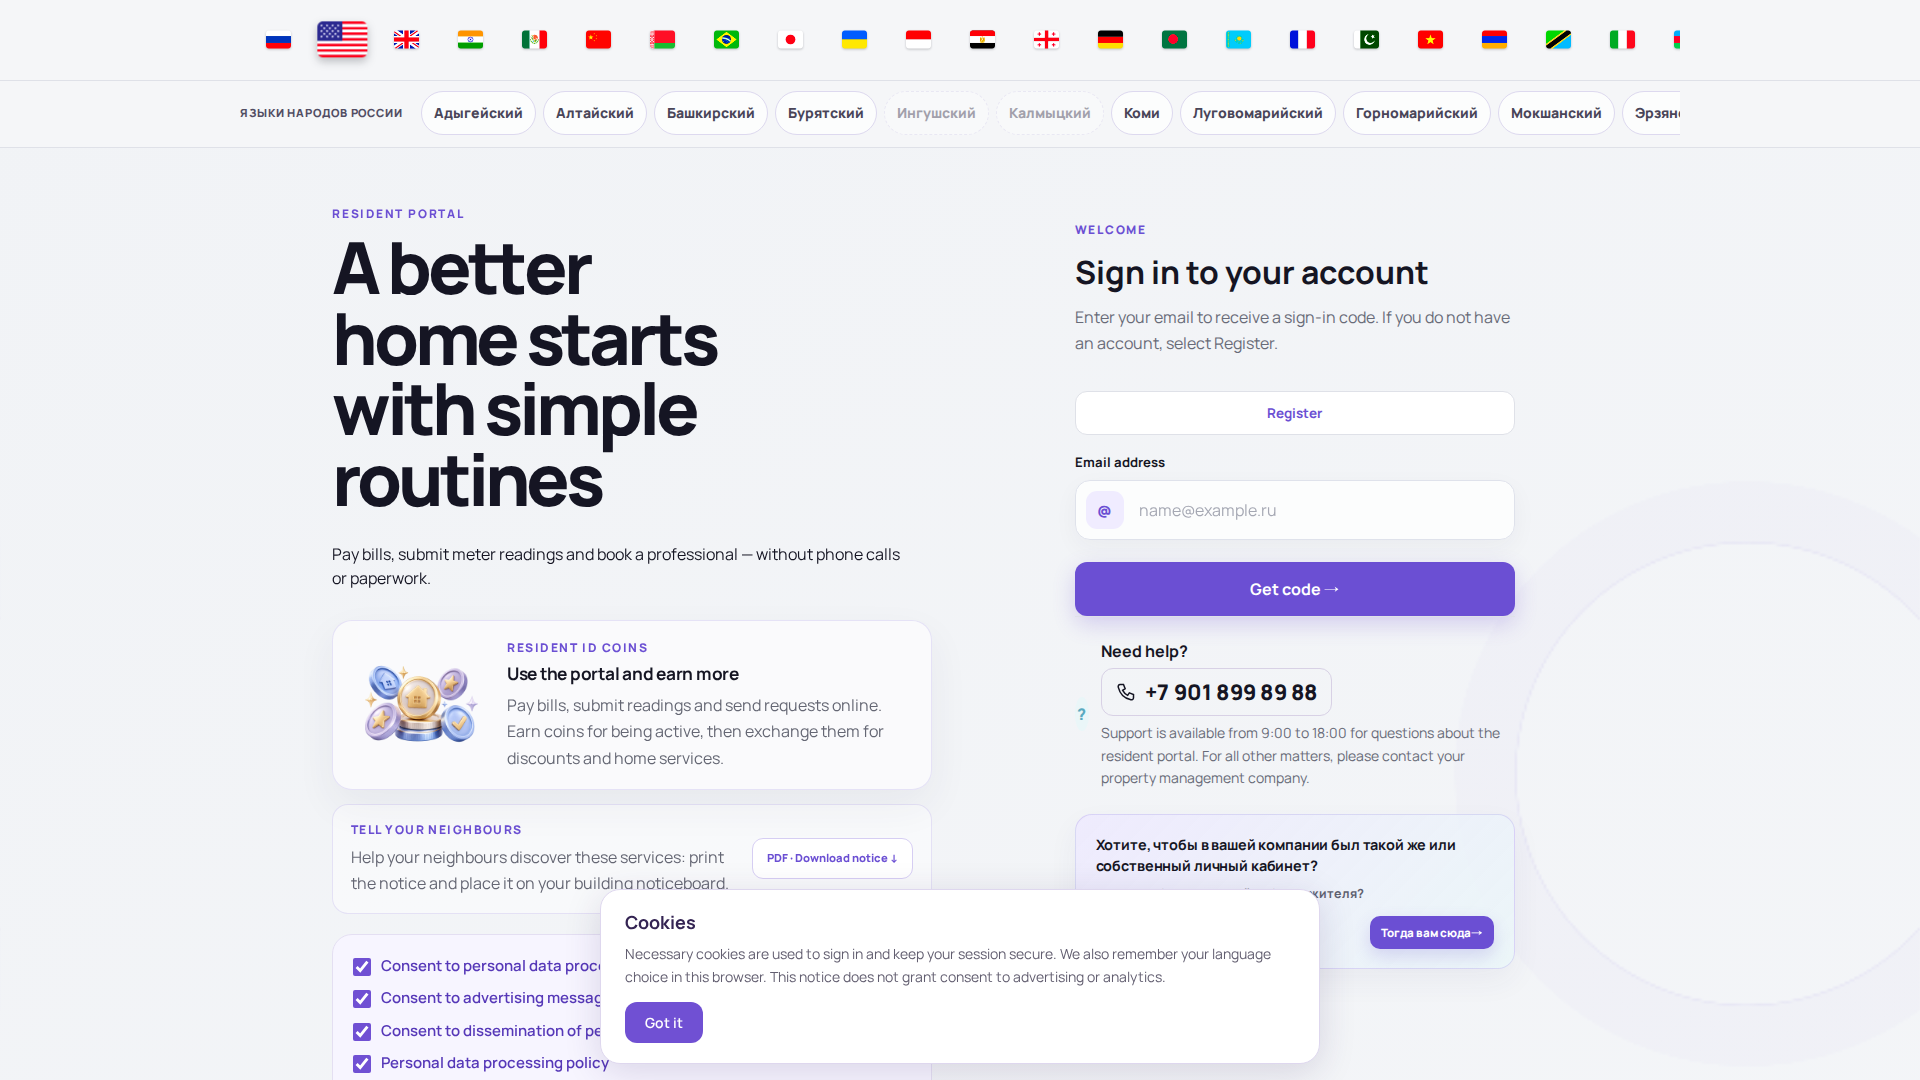 ЯЗЫКИ НАРОДОВ РОССИИ
Адыгейский
Алтайский
Башкирский
Бурятский
Ингушский
Калмыцкий
Коми
Луговомарийский
Горномарийский
Мокшанский
RESIDENT PORTAL
A better
home starts
with simple
routines
Pay bills, submit meter readings and book a professional — without phone calls
or paperwork.
RESIDENT ID COINS
Use the portal and earn more
Pay bills, submit readings and send requests online.
Earn coins for being active, then exchange them for
discounts and home services.
TELL YOUR NEIGHBOURS
Help your neighbours discover these services: print
the notice and place it on your building noticeboard.
PDF · Download notice ↓
Consent to personal data
Consent to advertising
Consent to dissemination of
Personal data processing policy
WELCOME
Sign in to your account
Enter your email to receive a sign-in code. If you do not have
an account, select Register.
Register
Email address
@ name@example.ru
Get code →
?
Need help?
+7 901 899 89 88
Support is available from 9:00 to 18:00 for questions about the
resident portal. For all other matters, please contact your
property management company.
Хотите, чтобы в вашей компании был такой же или
собственный личный кабинет?
Тогда вам сюда→
Cookies
Necessary cookies are used to sign in and keep your session secure. We also remember your language
choice in this browser. This notice does not grant consent to advertising or analytics.
Got it